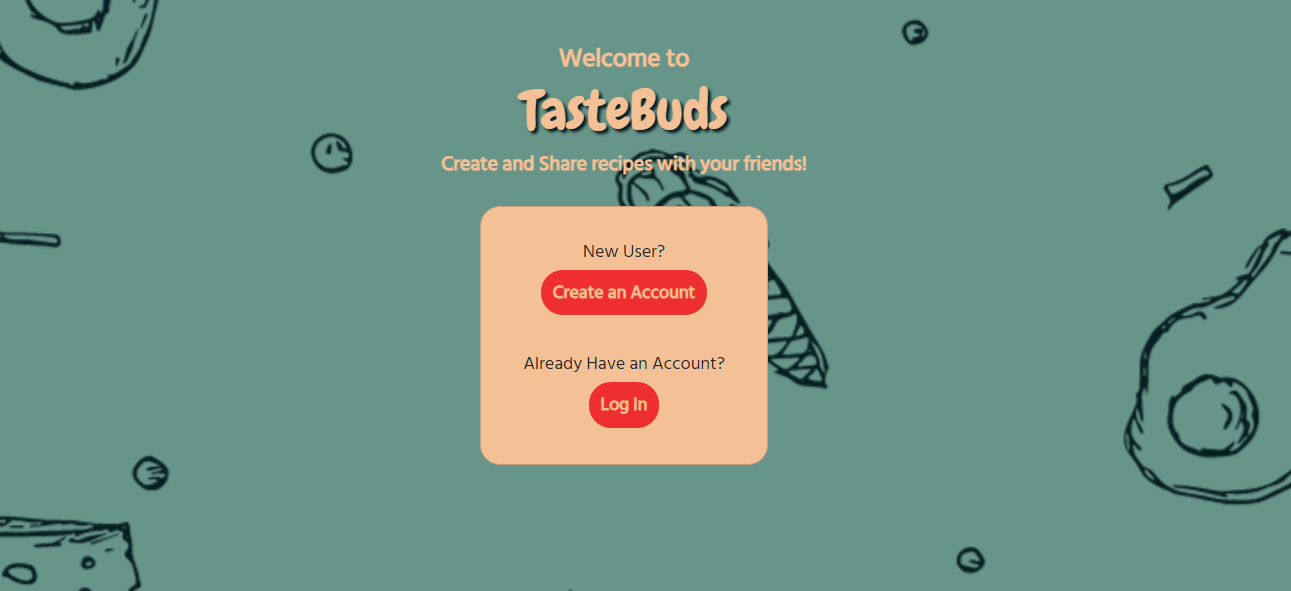 Welcome to
TasteBuds
Create and Share recipes with your friends!
New User?
Create an Account
Already Have an Account?
Log In